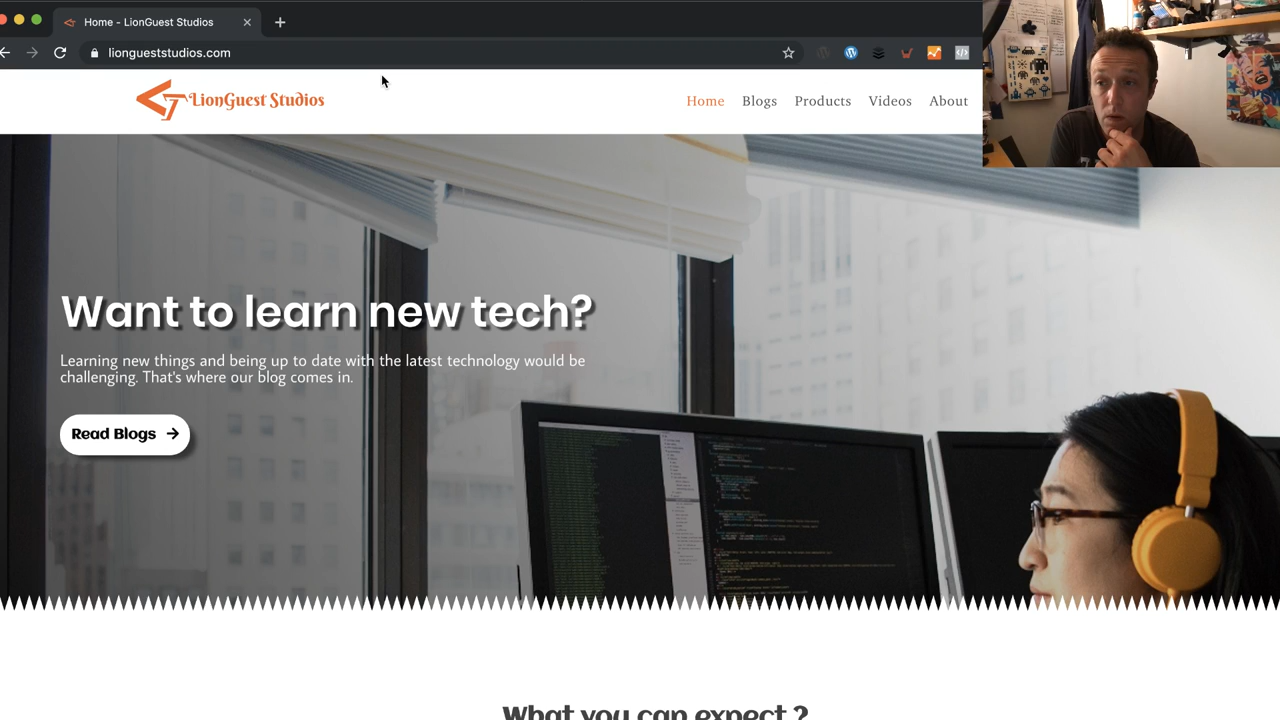 Home - LionGuest Studios
liongueststudios.com
LionGuest Studios
Home Blogs Products Videos About
Want to learn new tech?
Learning new things and being up to date with the latest technology would be
challenging. That's where our blog comes in.
Read Blogs
What you can expect ?